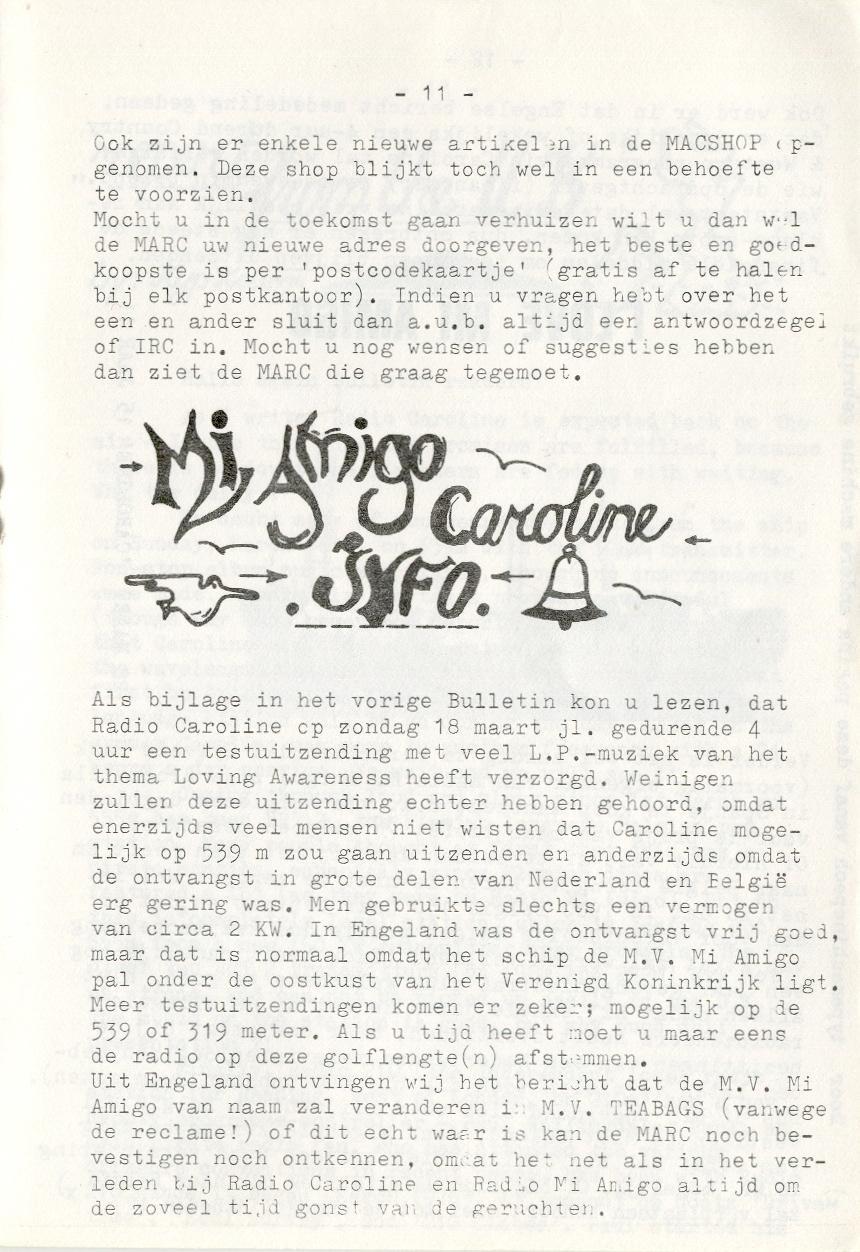 - 11 -
Ook zijn er enkele nieuwe artikelen in de MACSHOP op-
genomen. Deze shop blijkt toch wel in een behoefte
te voorzien.
Mocht u in de toekomst gaan verhuizen wilt u dan wel
de MARC uw nieuwe adres doorgeven, het beste en goed-
koopste is per 'postcodekaartje' (gratis af te halen
bij elk postkantoor). Indien u vragen hebt over het
een en ander sluit dan a.u.b. altijd een antwoordzegel
of IRC in. Mocht u nog wensen of suggesties hebben
dan ziet de MARC die graag tegemoet.
Mi Amigo
Caroline
.INFO.
Als bijlage in het vorige Bulletin kon u lezen, dat
Radio Caroline op zondag 18 maart jl. gedurende 4
uur een testuitzending met veel L.P.-muziek van het
thema Loving Awareness heeft verzorgd. Weinigen
zullen deze uitzending echter hebben gehoord, omdat
enerzijds veel mensen niet wisten dat Caroline moge-
lijk op 539 m zou gaan uitzenden en anderzijds omdat
de ontvangst in grote delen van Nederland en België
erg gering was. Men gebruikte slechts een vermogen
van circa 2 KW. In Engeland was de ontvangst vrij goed,
maar dat is normaal omdat het schip de M.V. Mi Amigo
pal onder de oostkust van het Verenigd Koninkrijk ligt.
Meer testuitzendingen komen er zeker; mogelijk op de
539 of 319 meter. Als u tijd heeft moet u maar eens
de radio op deze golflengte(n) afstemmen.
Uit Engeland ontvingen wij het bericht dat de M.V. Mi
Amigo van naam zal veranderen in M.V. TEABAGS (vanwege
de reclame!) of dit echt waar is kan de MARC noch be-
vestigen noch ontkennen, omdat het net als in het ver-
leden bij Radio Caroline en Radio Mi Amigo altijd om
de zoveel tijd gonst van de geruchten.